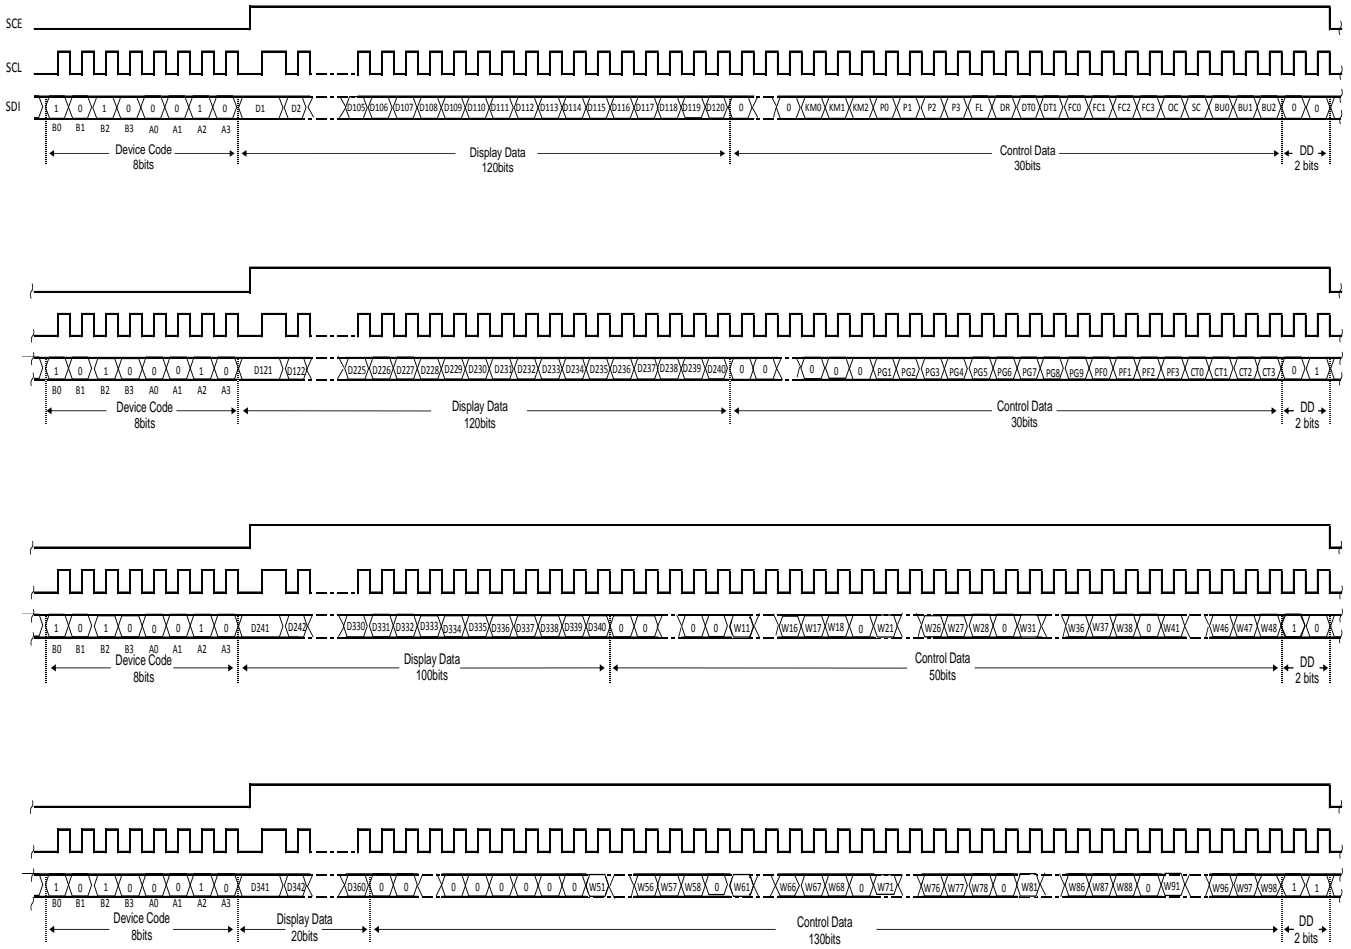 SCE
SCL
SDI 1 0 1 0 0 0 1 0 D1 D2 D105 D106 D107 D108 D109 D110 D111 D112 D113 D114 D115 D116 D117 D118 D119 D120 0 0 KM0 KM1 KM2 P0 P1 P2 P3 FL DR DT0 DT1 FC0 FC1 FC2 FC3 OC SC BU0 BU1 BU2 0 0
B0 B1 B2 B3 A0 A1 A2 A3
Device Code Display Data Control Data DD
8bits 120bits 30bits 2 bits
1 0 1 0 0 0 1 0 D121 D122 D225 D226 D227 D228 D229 D230 D231 D232 D233 D234 D235 D236 D237 D238 D239 D240 0 0 0 0 0 PG1 PG2 PG3 PG4 PG5 PG6 PG7 PG8 PG9 PF0 PF1 PF2 PF3 CT0 CT1 CT2 CT3 0 1
B0 B1 B2 B3 A0 A1 A2 A3
Device Code Display Data Control Data DD
8bits 120bits 30bits 2 bits
1 0 1 0 0 0 1 0 D241 D242 D330 D331 D332 D333 D334 D335 D336 D337 D338 D339 D340 0 0 0 0 W11 W16 W17 W18 0 W21 W26 W27 W28 0 W31 W36 W37 W38 0 W41 W46 W47 W48 1 0
B0 B1 B2 B3 A0 A1 A2 A3
Device Code Display Data Control Data DD
8bits 100bits 50bits 2 bits
1 0 1 0 0 0 1 0 D341 D342 D360 0 0 0 0 0 0 0 0 W51 W56 W57 W58 0 W61 W66 W67 W68 0 W71 W76 W77 W78 0 W81 W86 W87 W88 0 W91 W96 W97 W98 1 1
B0 B1 B2 B3 A0 A1 A2 A3
Device Code Display Data Control Data DD
8bits 20bits 130bits 2 bits